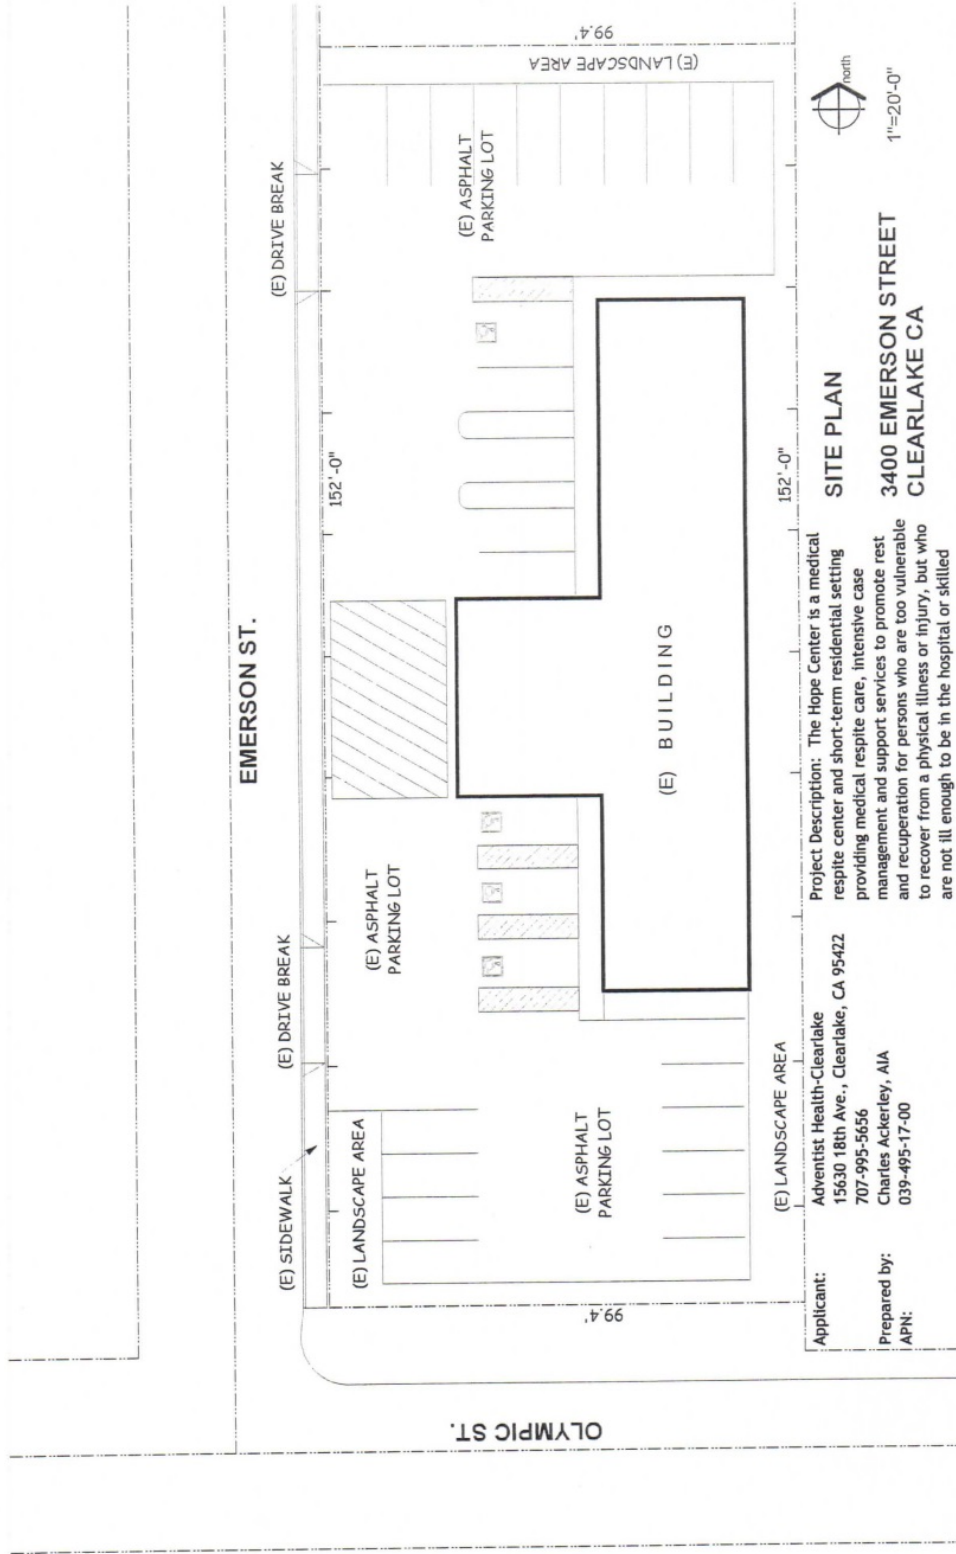 EMERSON ST.
(E) SIDEWALK
(E) DRIVE BREAK
(E) DRIVE BREAK
152'-0"
(E) LANDSCAPE AREA
(E) ASPHALT
PARKING LOT
(E) ASPHALT
PARKING LOT
99.4'
(E) LANDSCAPE AREA
99.4'
OLYMPIC ST.
(E) ASPHALT
PARKING LOT
(E) BUILDING
(E) LANDSCAPE AREA
152'-0"
Applicant:
Adventist Health-Clearlake
15630 18th Ave., Clearlake, CA 95422
707-995-5656
Prepared by:
Charles Ackerley, AIA
APN:
039-495-17-00
Project Description: The Hope Center is a medical
respite center and short-term residential setting
providing medical respite care, intensive case
management and support services to promote rest
and recuperation for persons who are too vulnerable
to recover from a physical illness or injury, but who
are not ill enough to be in the hospital or skilled
SITE PLAN
3400 EMERSON STREET
CLEARLAKE CA
north
1"=20'-0"